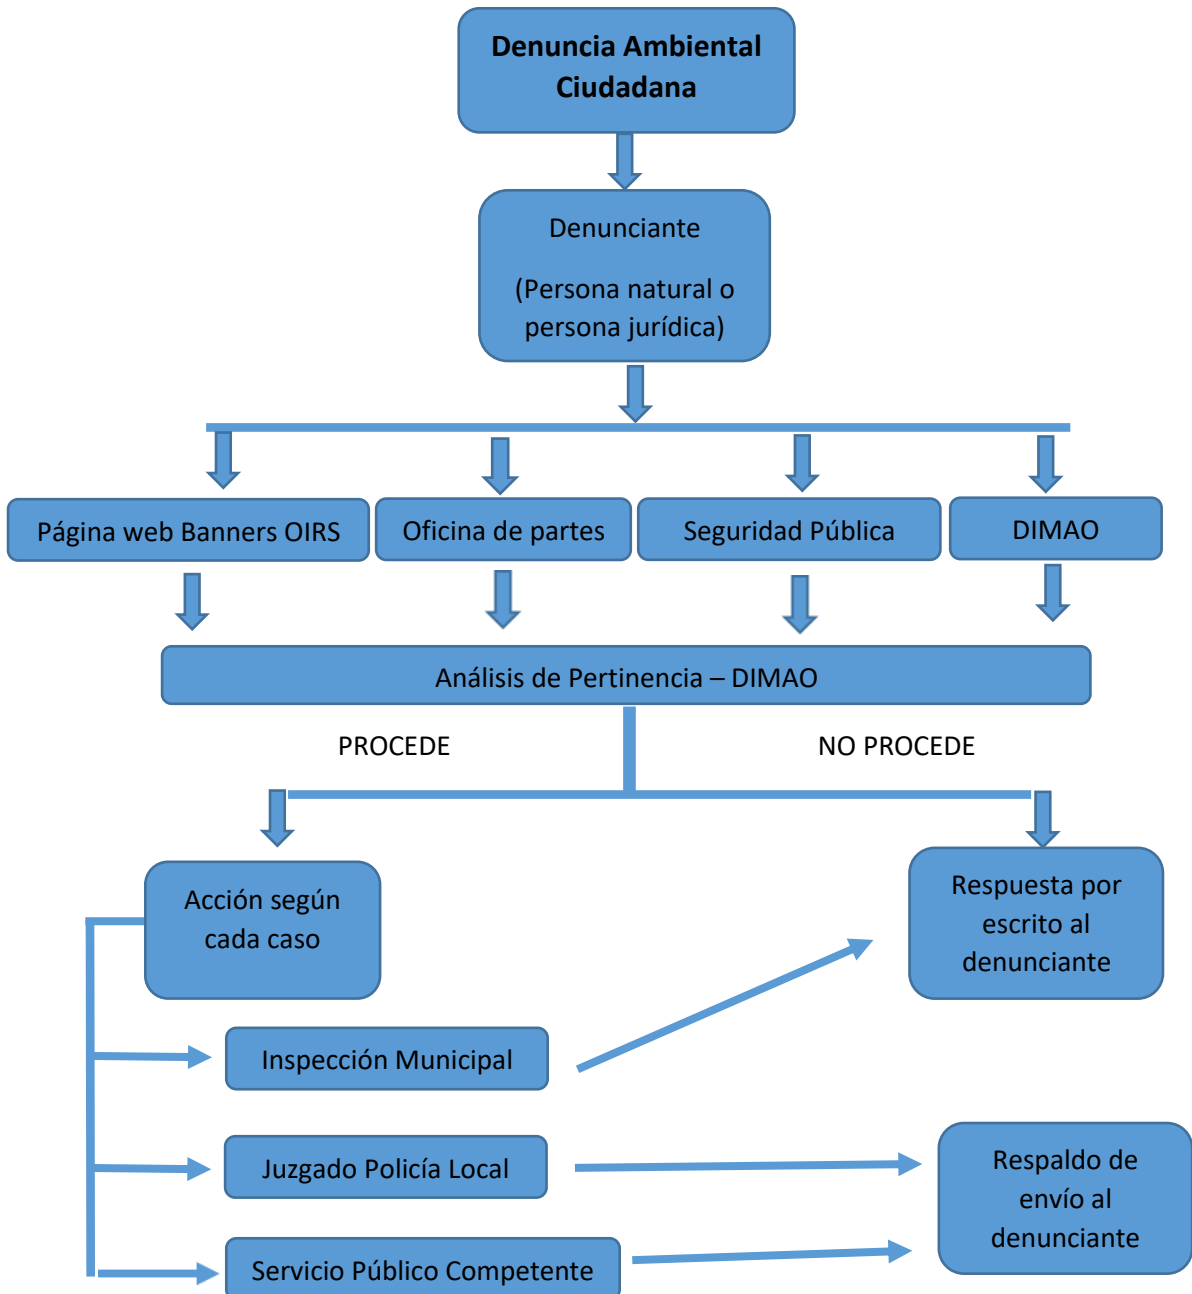 Denuncia Ambiental
Ciudadana
Denunciante
(Persona natural o
persona jurídica)
Página web Banners OIRS
Oficina de partes
Seguridad Pública
DIMAO
Análisis de Pertinencia – DIMAO
PROCEDE
NO PROCEDE
Acción según
cada caso
Respuesta por
escrito al
denunciante
Inspección Municipal
Juzgado Policía Local
Respaldo de
envío al
denunciante
Servicio Público Competente